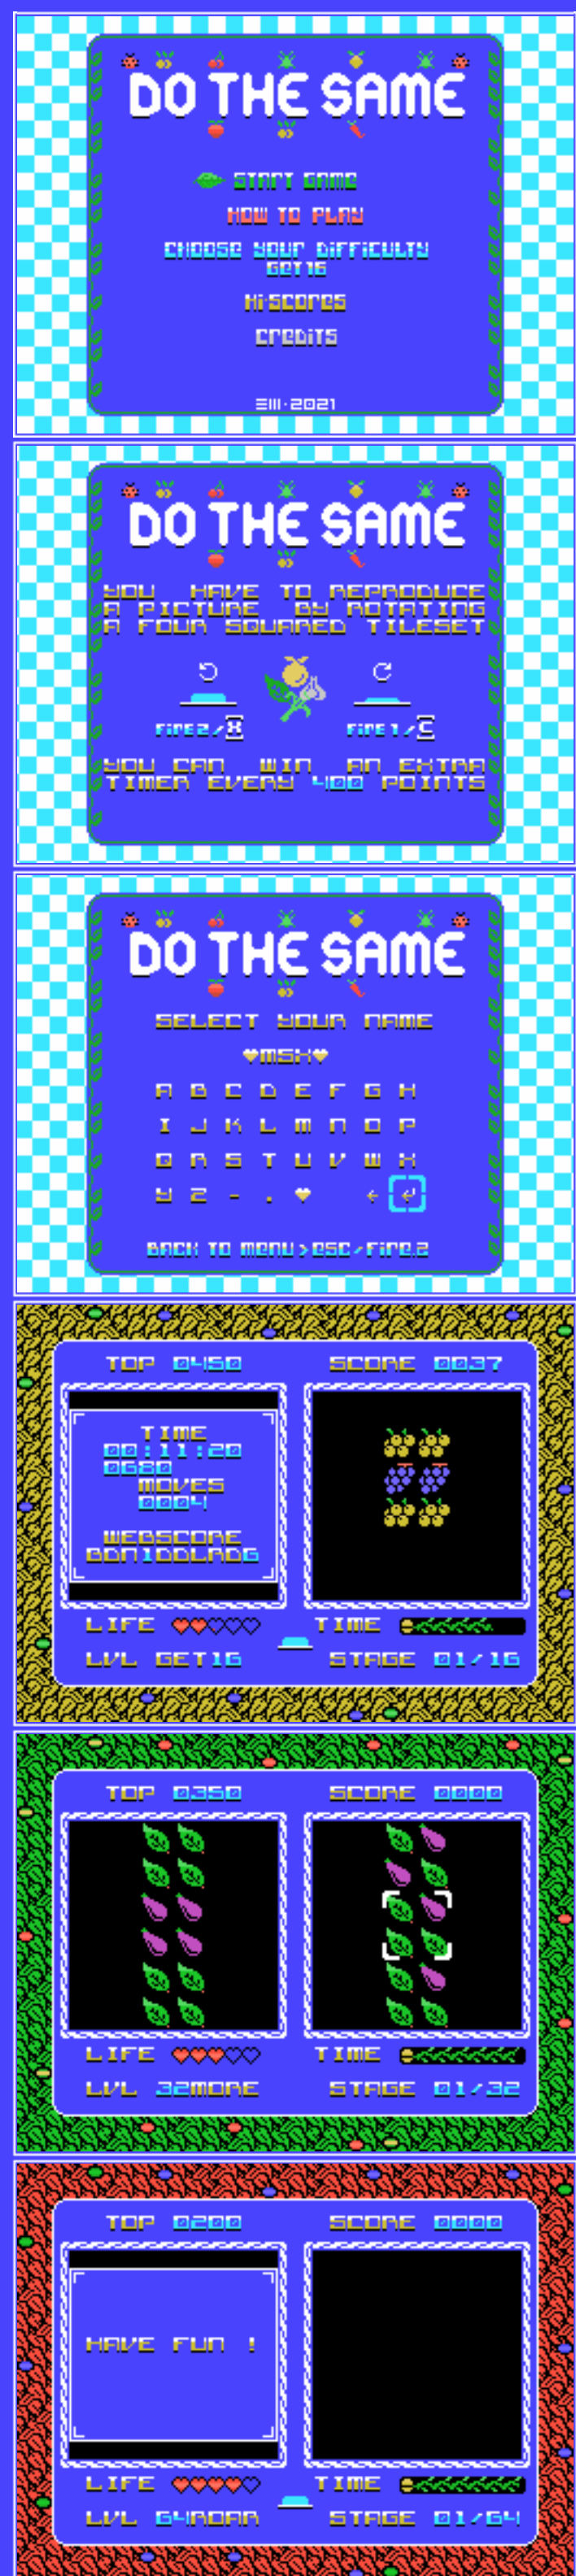 DO THE SAME
START GAME
HOW TO PLAY
CHOOSE YOUR DIFFICULTY
GET16
HI-SCORES
CREDITS
EIII-2021
DO THE SAME
YOU HAVE TO REPRODUCE
A PICTURE BY ROTATING
A FOUR SQUARED TILESET
FIRE2/X FIRE1/C
YOU CAN WIN AN EXTRA
TIMER EVERY 400 POINTS
DO THE SAME
SELECT YOUR NAME
♥MSX♥
A B C D E F G H
I J K L M N O P
Q R S T U V W X
Y Z - . ♥ ←
BACK TO MENU>ESC/FIRE.2
TOP 0450 SCORE 0037
TIME
00:11:20
0680
MOVES
0004
WEBSCORE
LIFE TIME
LVL GET16 STAGE 01/16
TOP 0350 SCORE 0000
LIFE TIME
LVL 32MORE STAGE 01/32
TOP 0200 SCORE 0000
HAVE FUN !
LIFE TIME
LVL 64ROAR STAGE 01/64